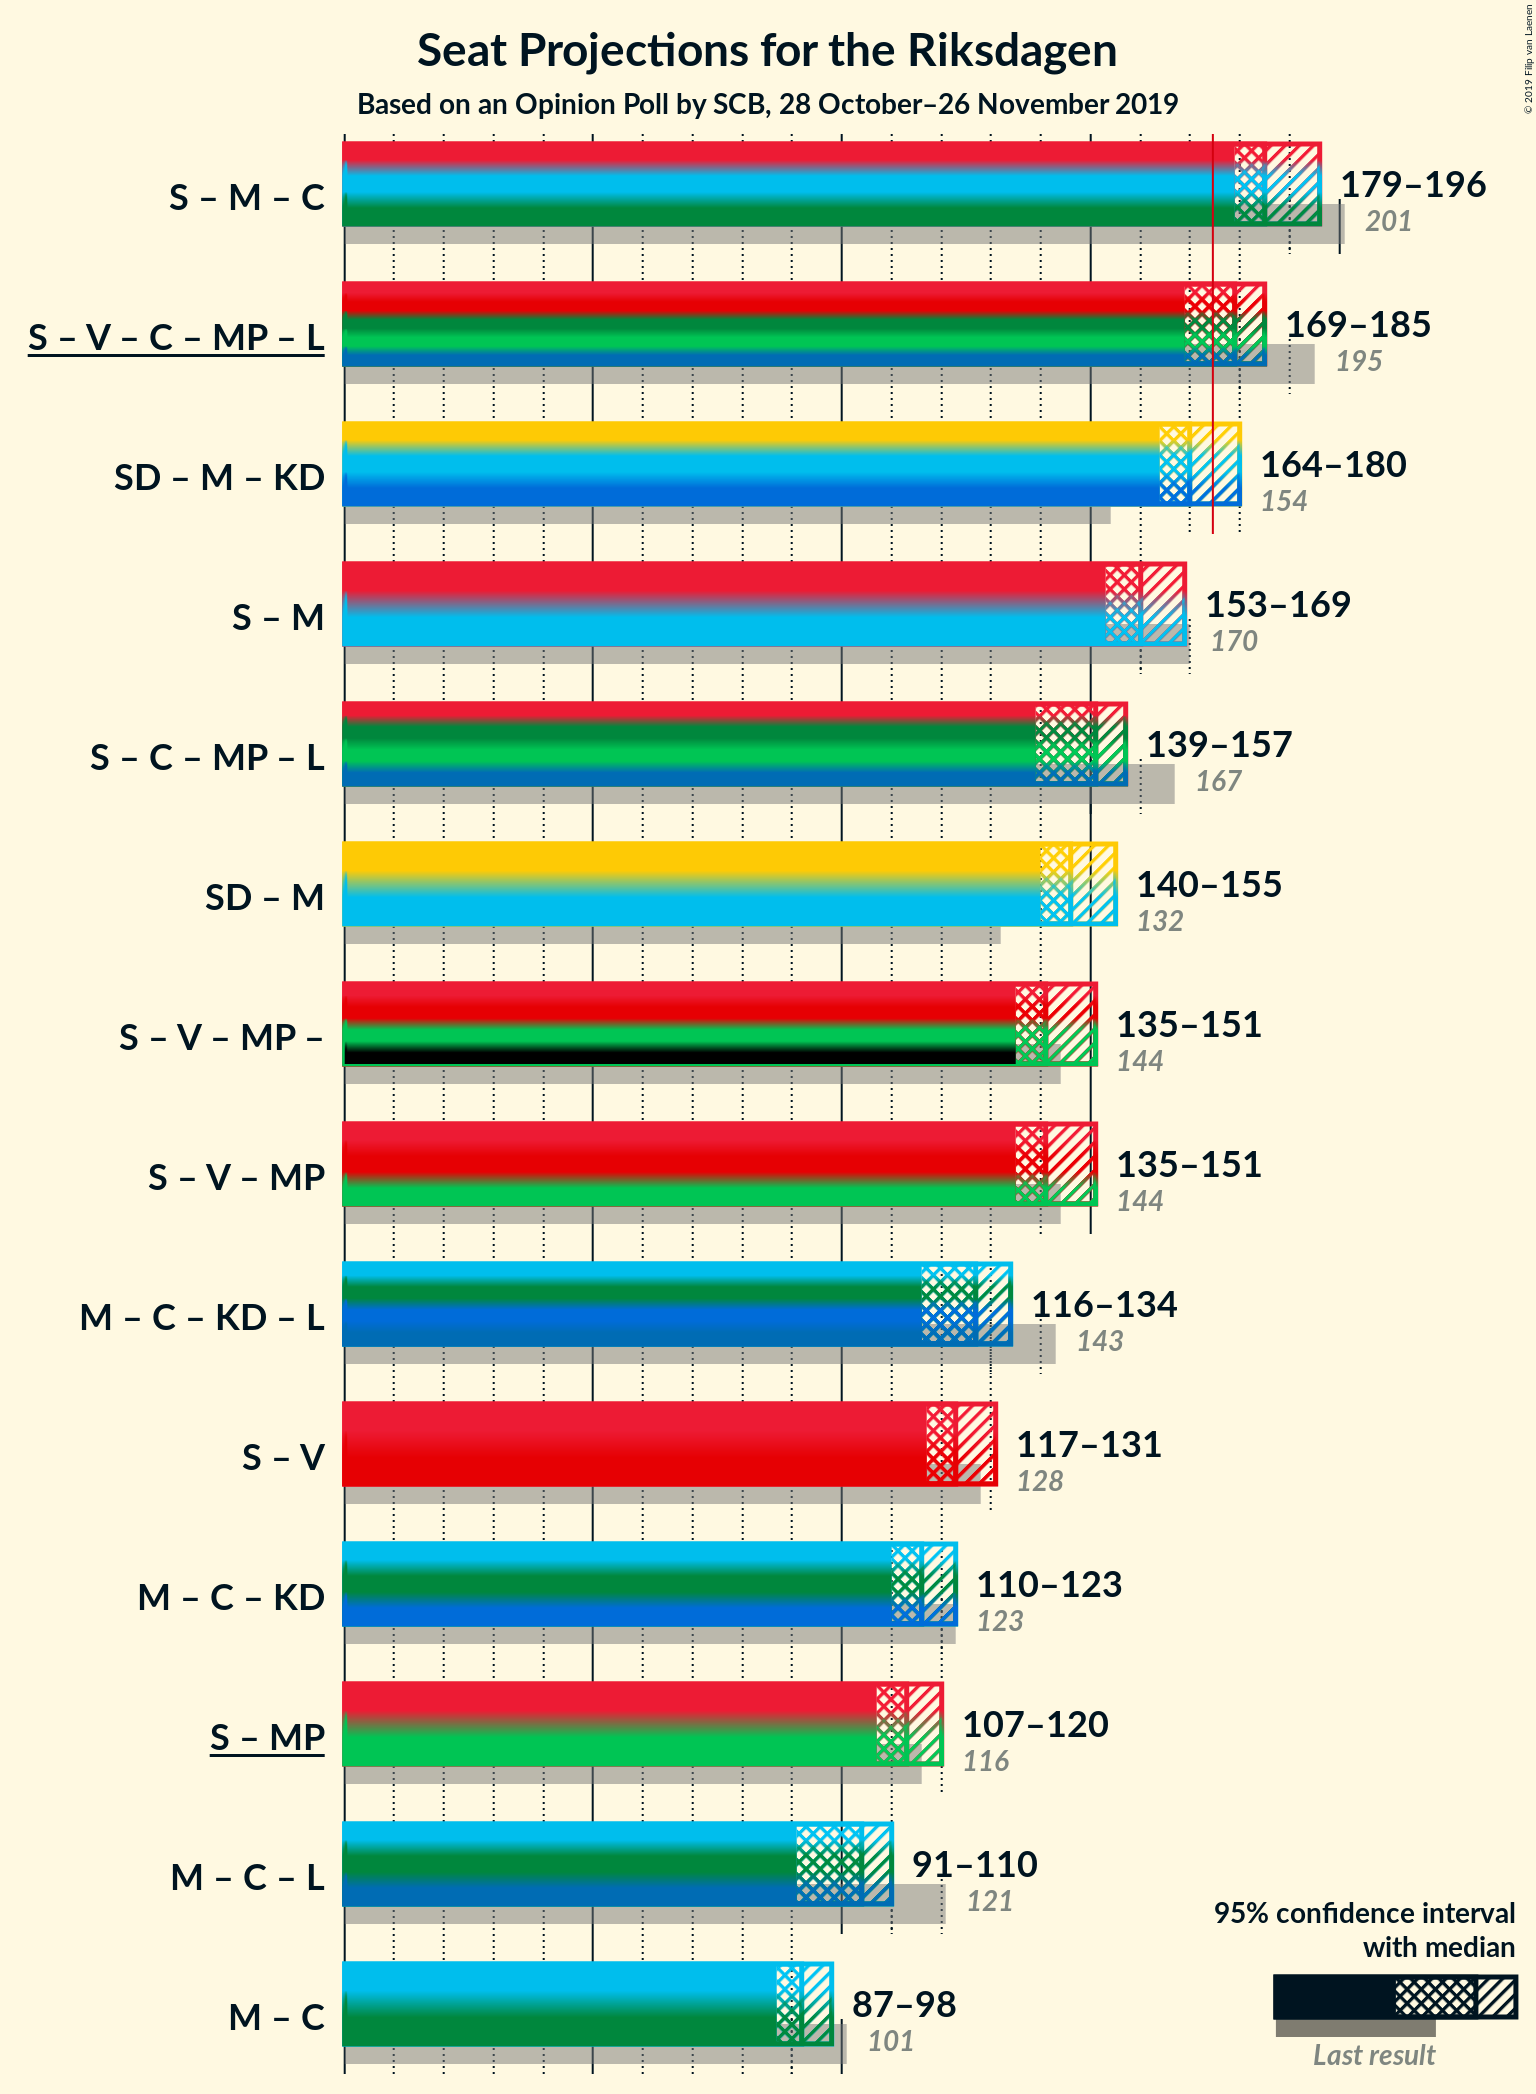 Seat Projections for the Riksdagen
Based on an Opinion Poll by SCB, 28 October–26 November 2019
© 2019 Filip van Laenen
S – M – C
179–196
201
S – V – C – MP – L
169–185
195
SD – M – KD
164–180
154
S – M
153–169
170
S – C – MP – L
139–157
167
SD – M
140–155
132
S – V – MP –
135–151
144
S – V – MP
135–151
144
M – C – KD – L
116–134
143
S – V
117–131
128
M – C – KD
110–123
123
S – MP
107–120
116
M – C – L
91–110
121
M – C
87–98
101
95% confidence interval
with median
Last result